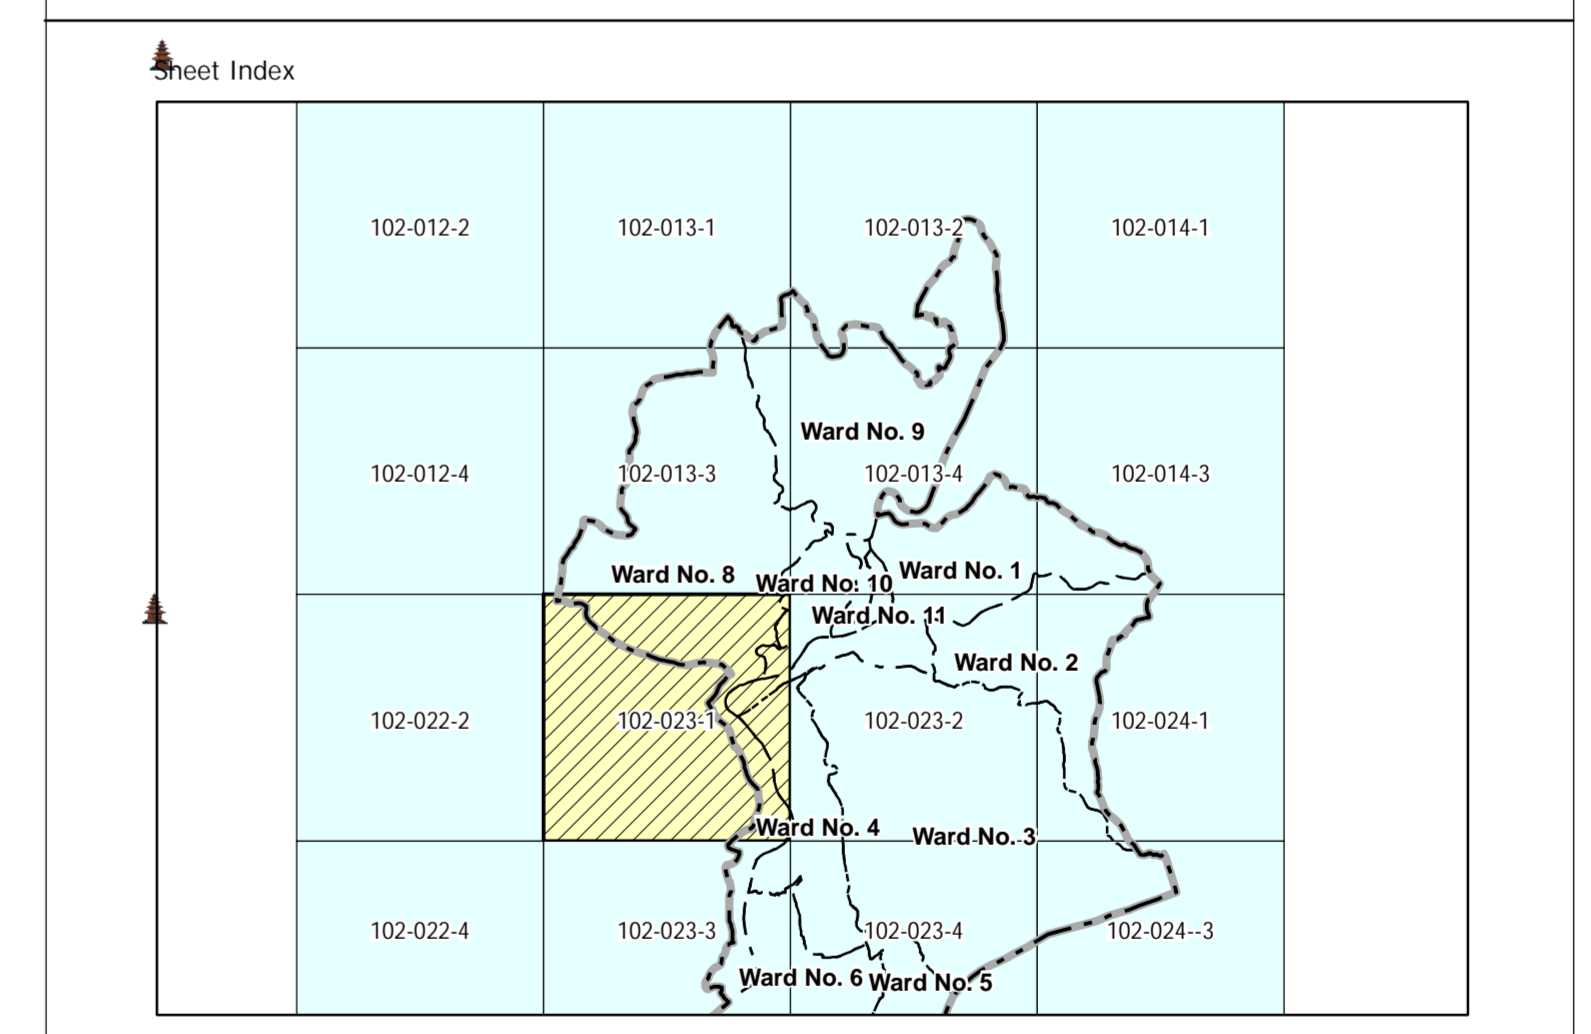 Sheet Index
102-012-2
102-013-1
102-013-2
102-014-1
Ward No. 9
102-012-4
102-013-3
102-013-4
102-014-3
Ward No. 8
Ward No. 10
Ward No. 1
Ward No. 11
Ward No. 2
102-022-2
102-023-1
102-023-2
102-024-1
Ward No. 4
Ward No. 3
102-022-4
102-023-3
102-023-4
102-024--3
Ward No. 6
Ward No. 5